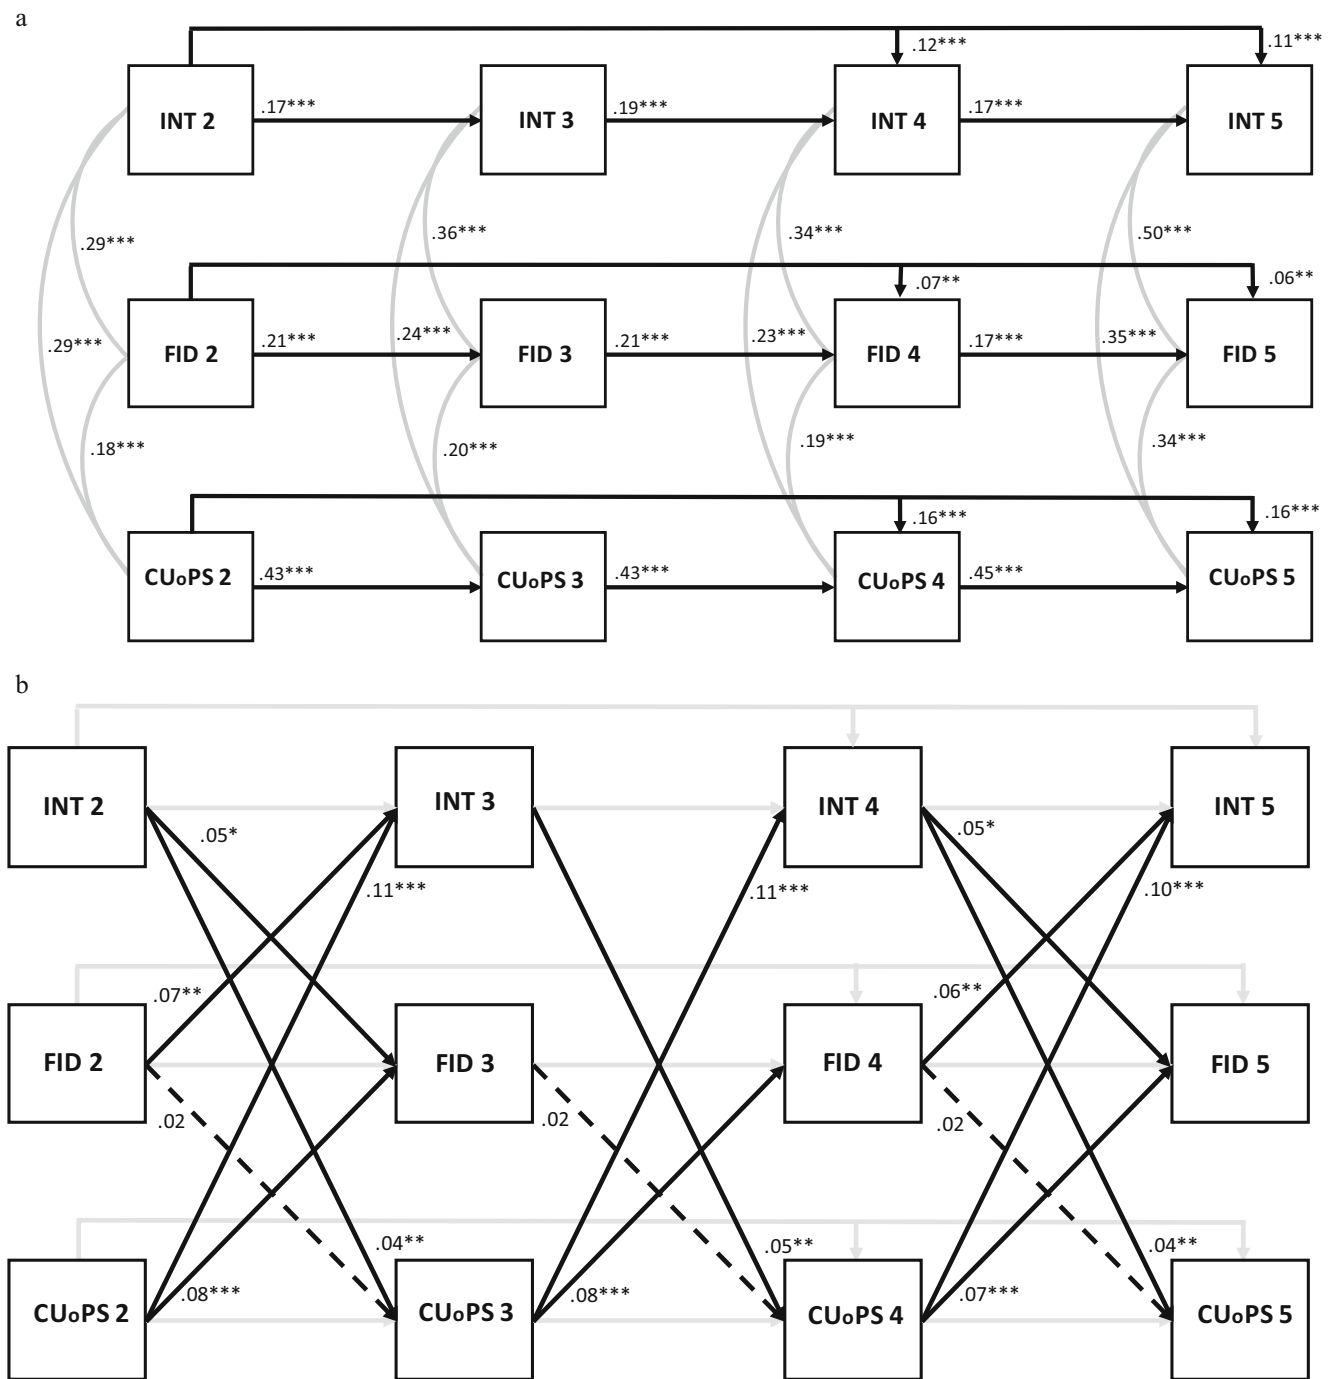 a
.12*** .11***
INT 2 .17*** INT 3 .19*** INT 4 .17*** INT 5
.29*** .36*** .34*** .50***
.07** .06**
.29*** FID 2 .21*** .24*** FID 3 .21*** .23*** FID 4 .17*** .35*** FID 5
.18*** .20*** .19*** .34***
.16*** .16***
CUoPS 2 .43*** CUoPS 3 .43*** CUoPS 4 .45*** CUoPS 5
b
INT 2 INT 3 INT 4 INT 5
.05* .05*
.11*** .11*** .10***
.07** .06**
FID 2 FID 3 FID 4 FID 5
.02 .02 .02
.04** .05** .04**
.08*** .08*** .07***
CUoPS 2 CUoPS 3 CUoPS 4 CUoPS 5